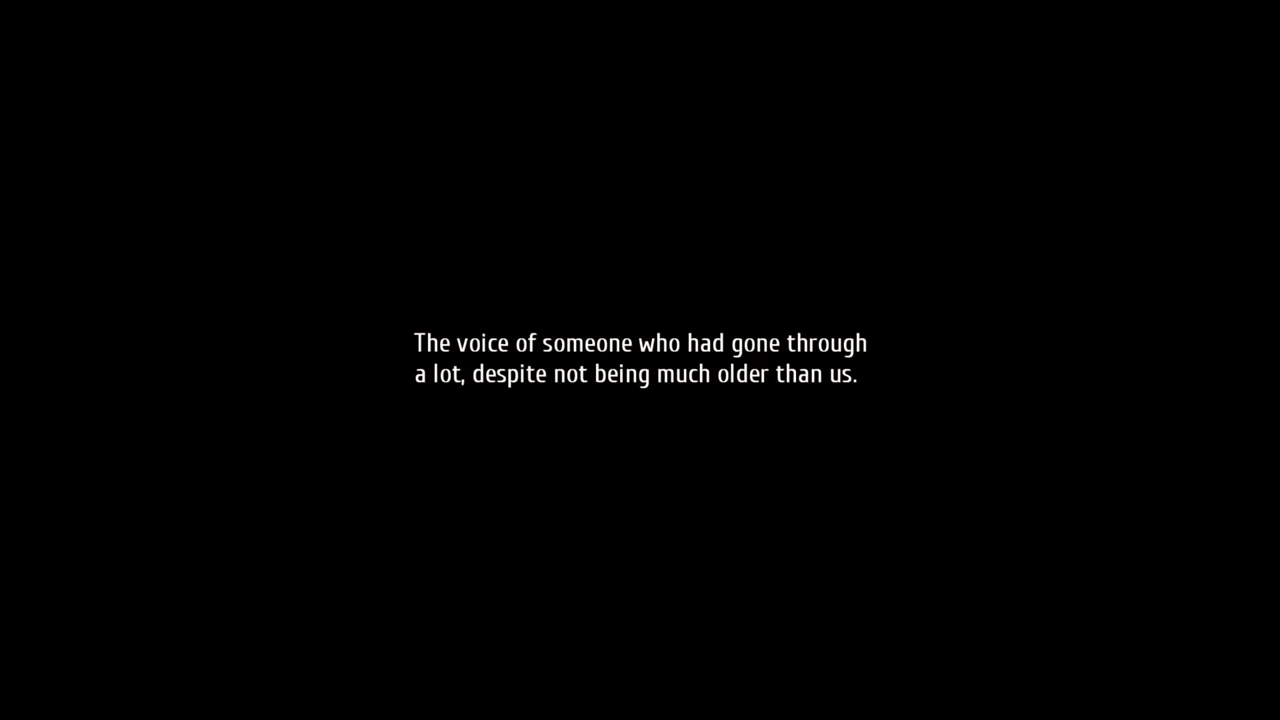 The voice of someone who had gone through
a lot, despite not being much older than us.